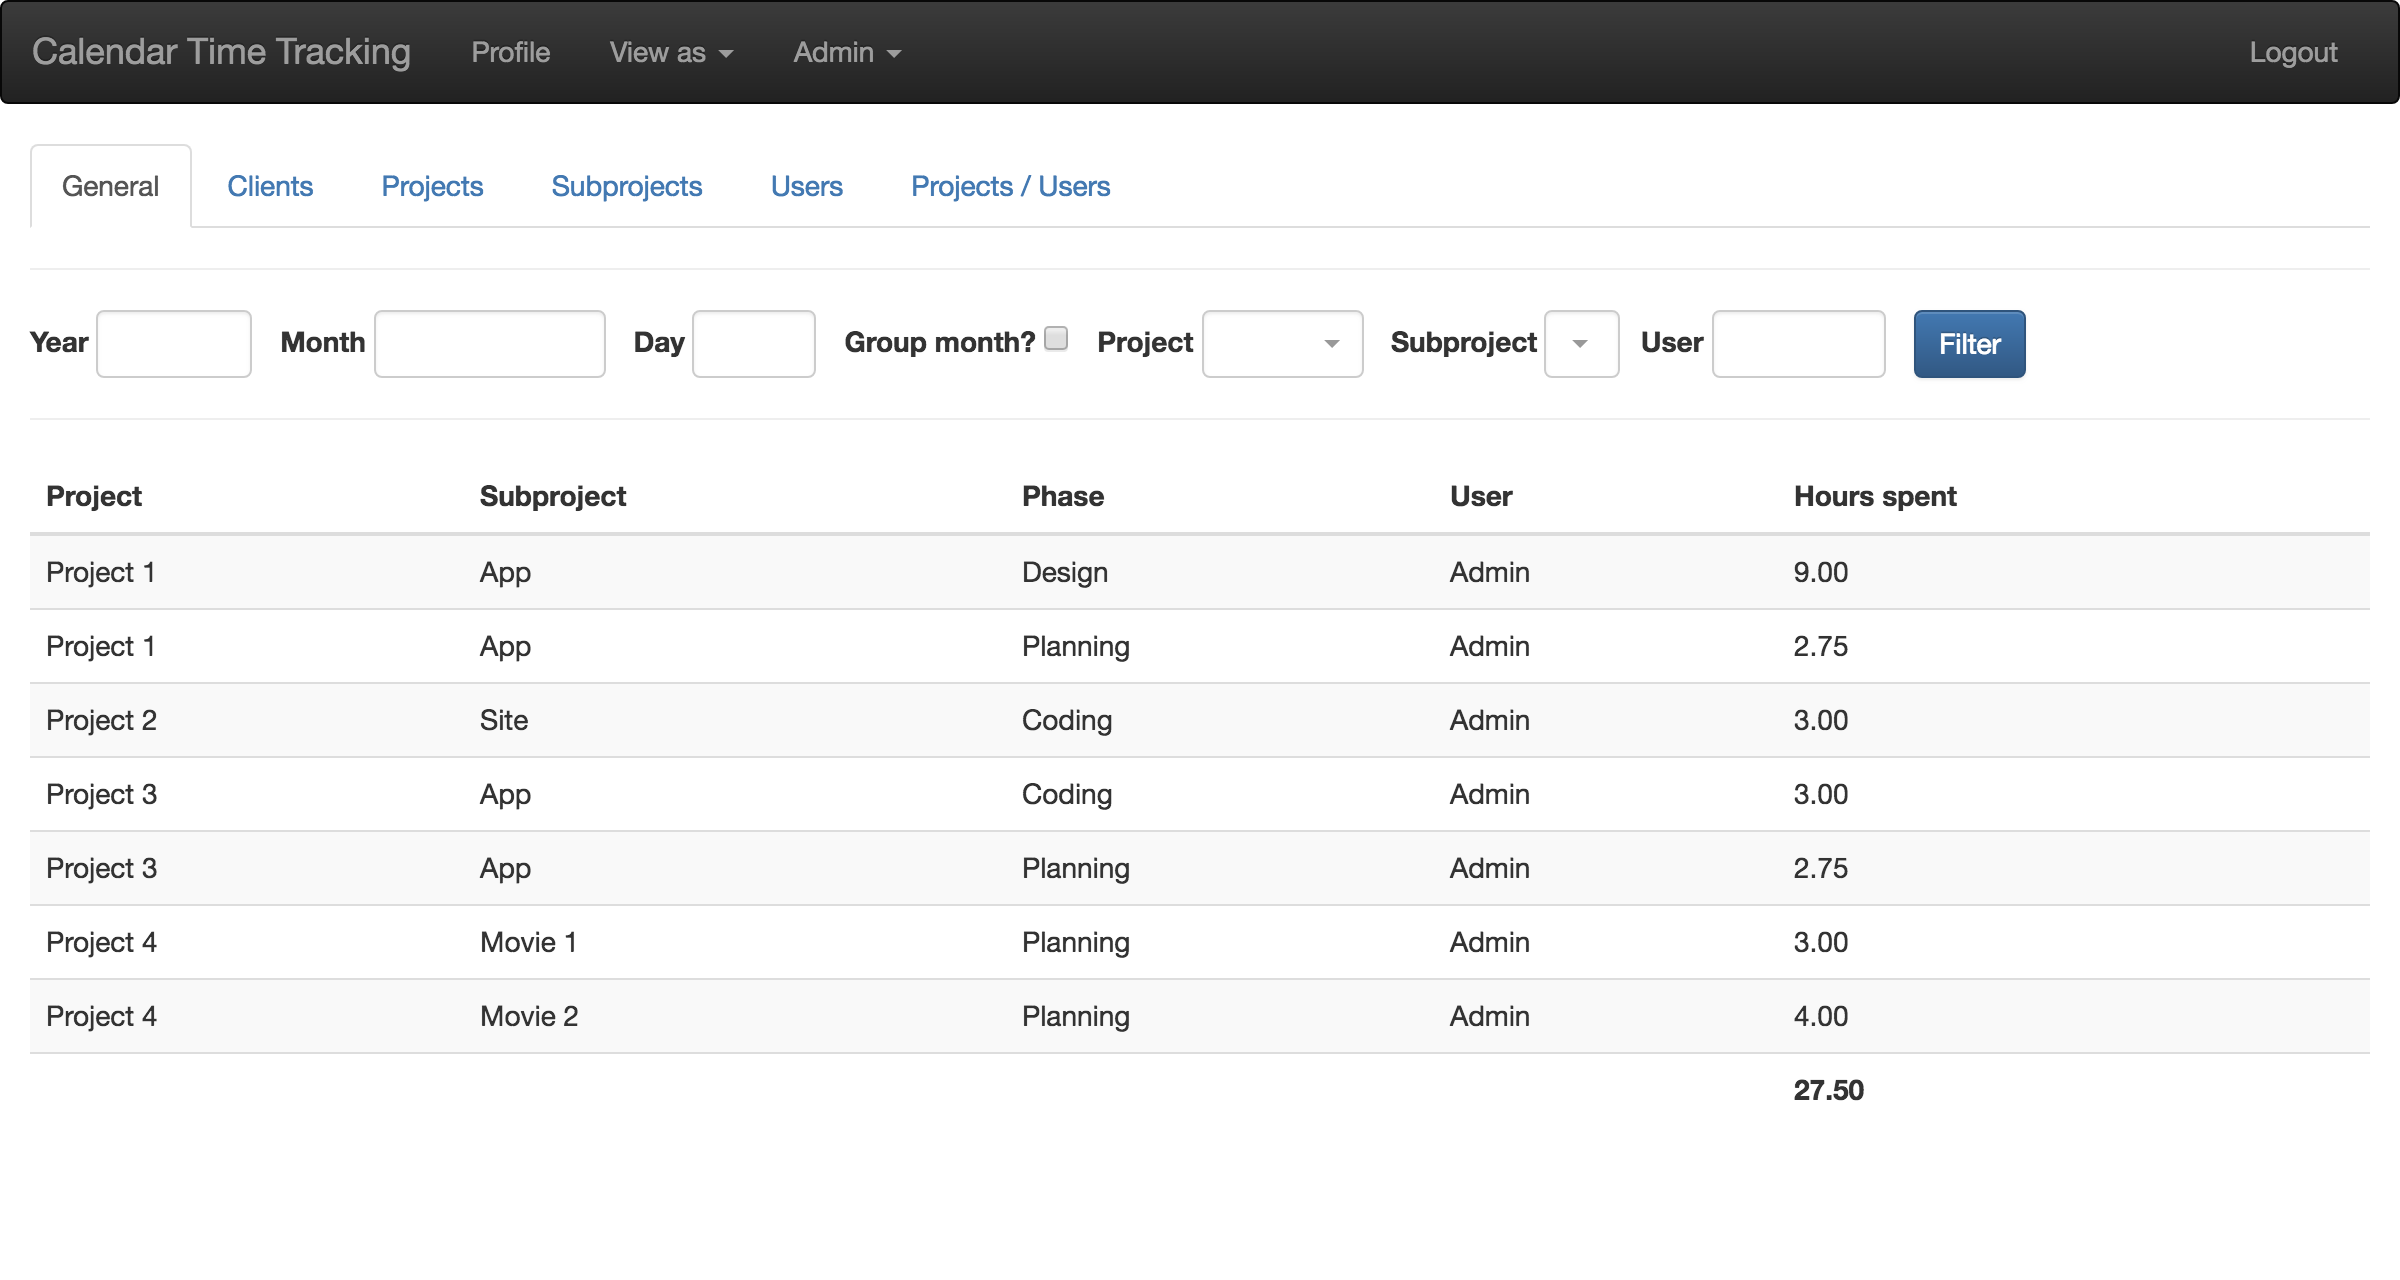 Calendar Time Tracking Profile View as Admin Logout
General Clients Projects Subprojects Users Projects / Users
Year Month Day Group month? Project Subproject User Filter
Project Subproject Phase User Hours spent
Project 1 App Design Admin 9.00
Project 1 App Planning Admin 2.75
Project 2 Site Coding Admin 3.00
Project 3 App Coding Admin 3.00
Project 3 App Planning Admin 2.75
Project 4 Movie 1 Planning Admin 3.00
Project 4 Movie 2 Planning Admin 4.00
27.50